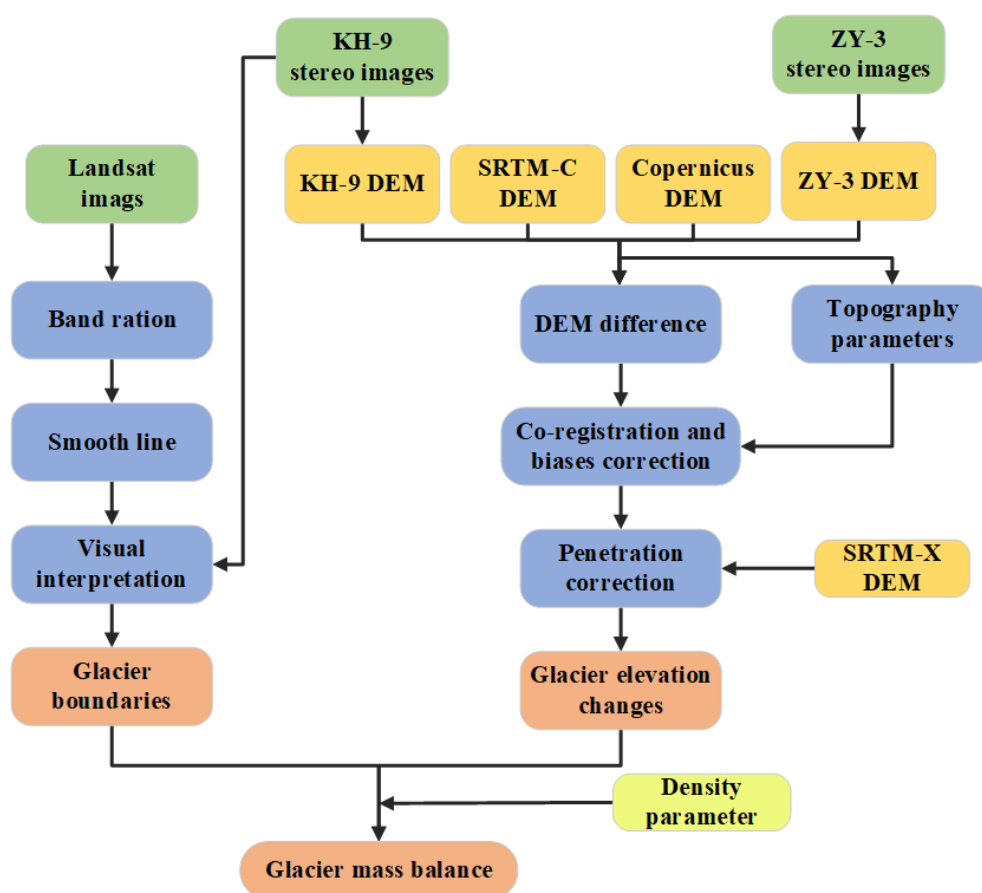 KH-9
stereo images
ZY-3
stereo images
Landsat
imags
KH-9 DEM
SRTM-C
DEM
Copernicus
DEM
ZY-3 DEM
Band ration
DEM difference
Topography
parameters
Smooth line
Co-registration and
biases correction
Visual
interpretation
Penetration
correction
SRTM-X
DEM
Glacier
boundaries
Glacier elevation
changes
Density
parameter
Glacier mass balance